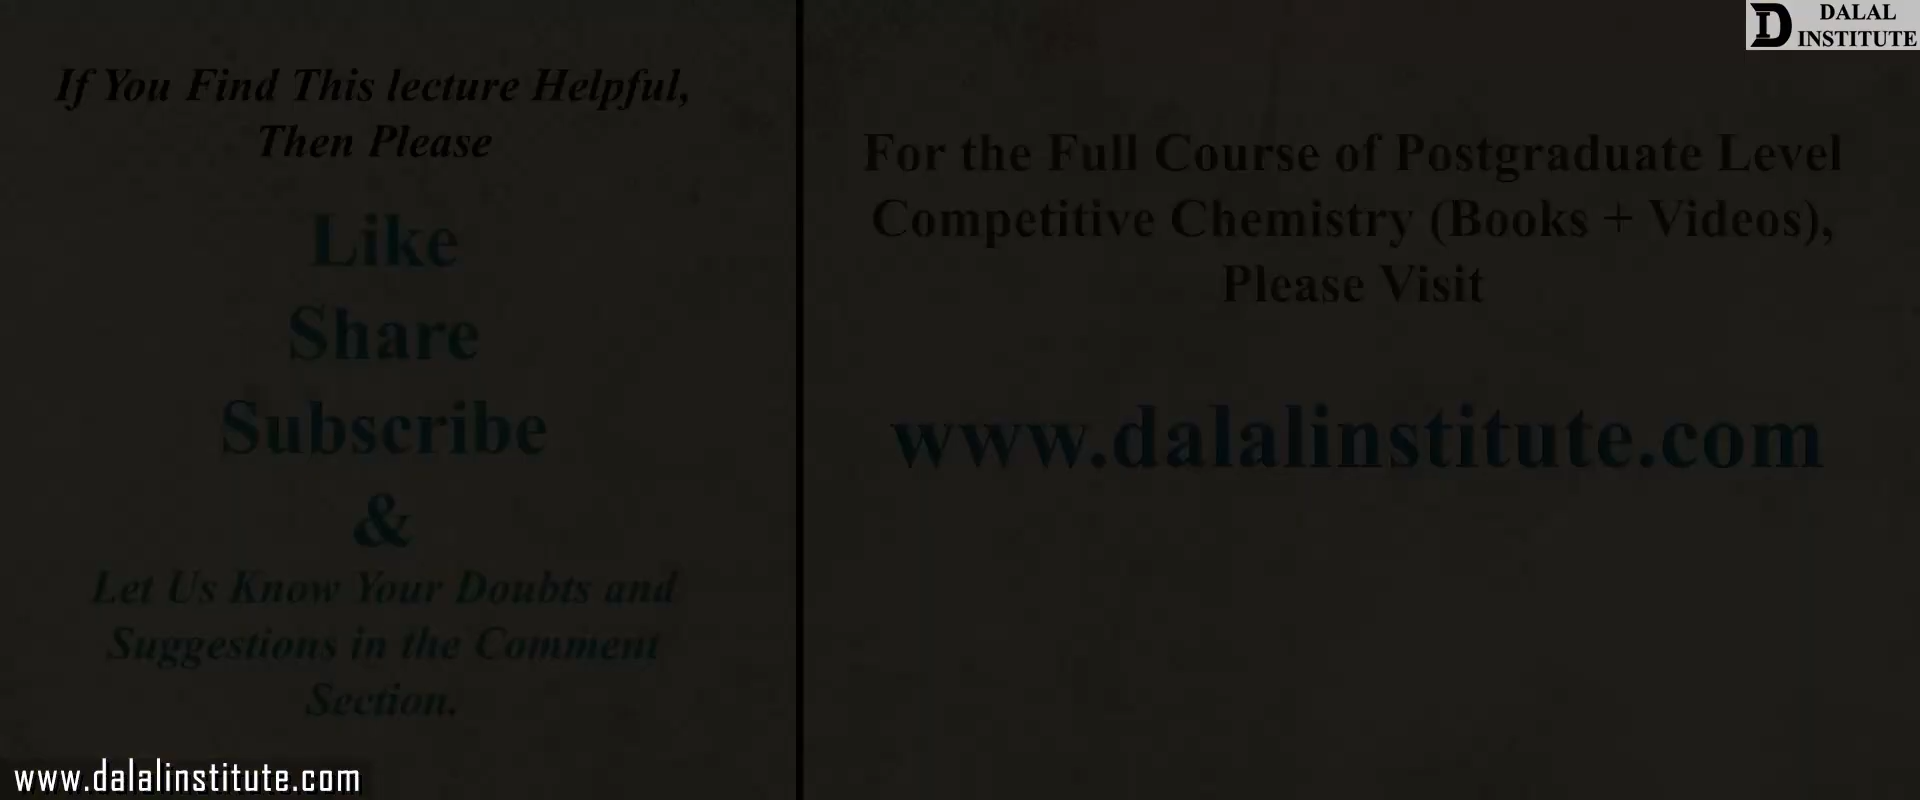 DALAL
INSTITUTE
If You Find This lecture Helpful,
Then Please
Like
Share
Subscribe
&
Let Us Know Your Doubts and
Suggestions in the Comment
Section.
For the Full Course of Postgraduate Level
Competitive Chemistry (Books + Videos),
Please Visit
www.dalalinstitute.com
www.dalalinstitute.com